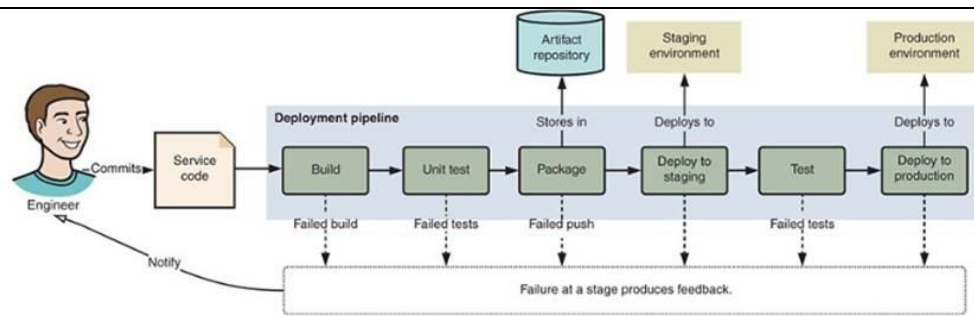 Artifact
repository
Staging
environment
Production
environment
Deployment pipeline
Stores in
Deploys to
Deploys to
Commits
Service
code
Build
Unit test
Package
Deploy to
staging
Test
Deploy to
production
Engineer
Failed build
Failed tests
Failed push
Failed tests
Notify
Failure at a stage produces feedback.